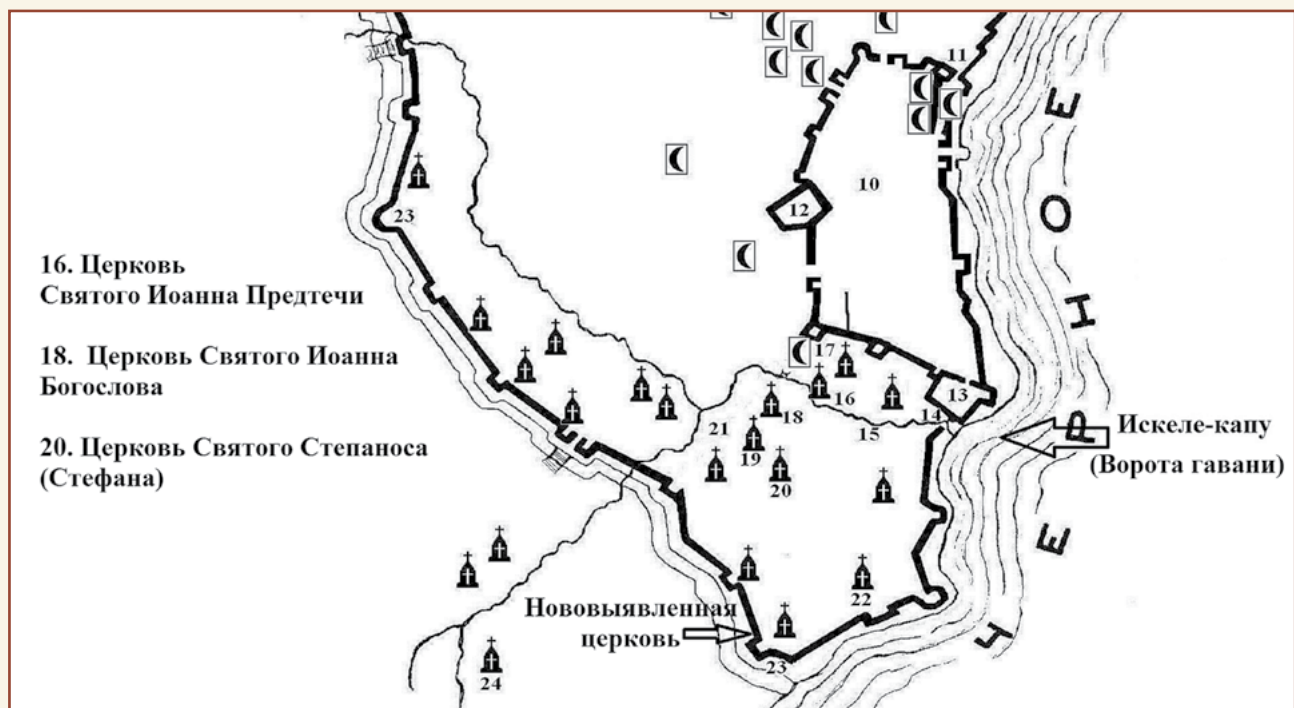 11
10
12
23
16. Церковь
Святого Иоанна Предтечи
18. Церковь Святого Иоанна
Богослова
20. Церковь Святого Степаноса
(Стефана)
17
16
13
14
18
15
21
19
20
Искеле-капу
(Ворота гавани)
22
Нововыявленная
церковь
23
24
ЧЕРНОЕ